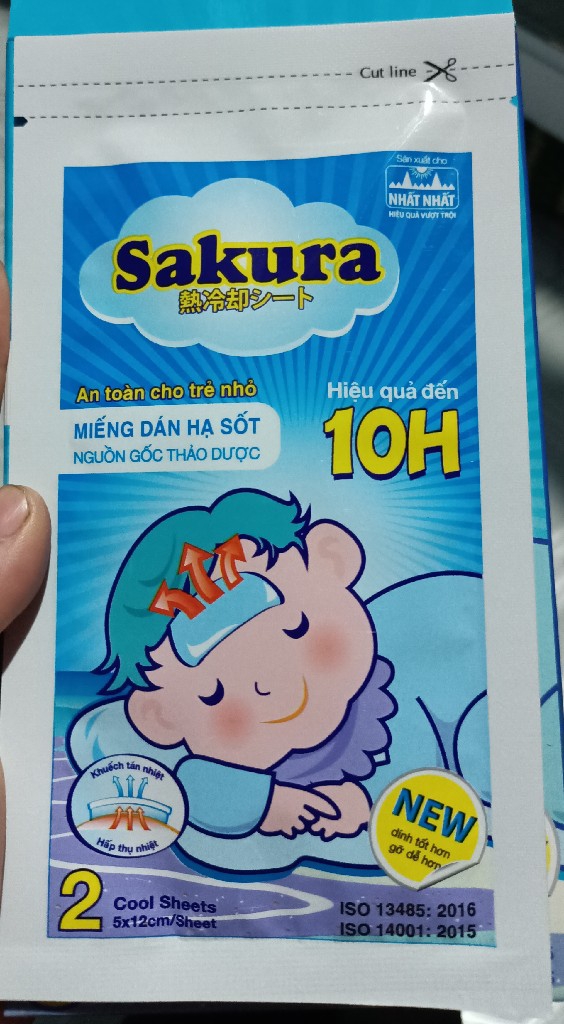 Cut line
Sản xuất cho
NHẤT NHẤT
HIỆU QUẢ VƯỢT TRỘI
Sakura
熱冷却シート
An toàn cho trẻ nhỏ
Hiệu quả đến
10H
MIẾNG DÁN HẠ SỐT
NGUỒN GỐC THẢO DƯỢC
Khuếch tán nhiệt
Hấp thụ nhiệt
NEW
dính tốt hơn
gỡ dễ hơn
2 Cool Sheets
5x12cm/Sheet
ISO 13485: 2016
ISO 14001: 2015